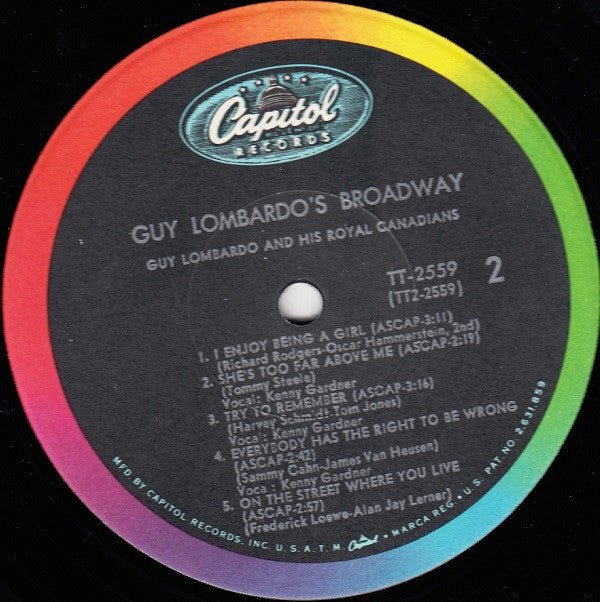 Capitol
RECORDS
GUY LOMBARDO'S BROADWAY
GUY LOMBARDO AND HIS ROYAL CANADIANS
TT-2559
(TT2-2559)
2
1. I ENJOY BEING A GIRL (ASCAP-3:11)
(Richard Rodgers-Oscar Hammerstein, 2nd)
2. SHE'S TOO FAR ABOVE ME (ASCAP-2:19)
(Tommy Steele)
Vocal: Kenny Gardner
3. TRY TO REMEMBER (ASCAP-3:16)
(Harvey Schmidt-Tom Jones)
Vocal: Kenny Gardner
4. EVERYBODY HAS THE RIGHT TO BE WRONG
(ASCAP-2:42)
(Sammy Cahn-James Van Heusen)
Vocal: Kenny Gardner
5. ON THE STREET WHERE YOU LIVE
(ASCAP-2:57)
(Frederick Loewe-Alan Jay Lerner)
MFD BY CAPITOL RECORDS, INC. U.S.A. T.M. Capitol • MARCA REG. • U.S. PAT. NO. 2,631,859